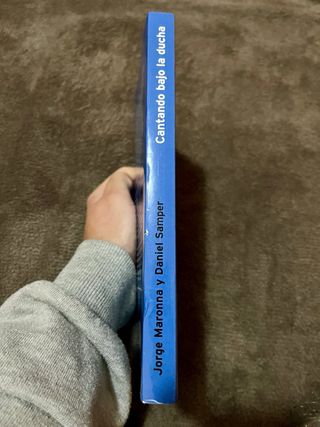 Jorge Maronna y Daniel Samper
Cantando bajo la ducha